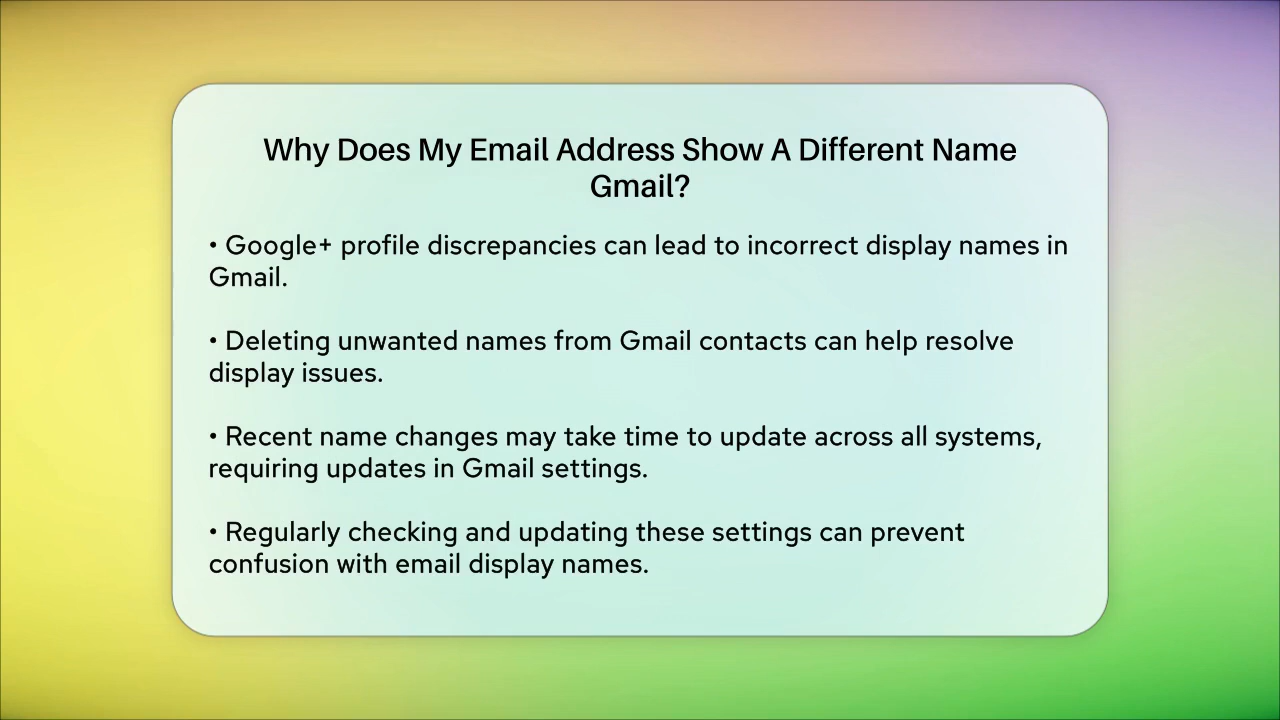 Why Does My Email Address Show A Different Name
Gmail?
• Google+ profile discrepancies can lead to incorrect display names in
Gmail.
• Deleting unwanted names from Gmail contacts can help resolve
display issues.
• Recent name changes may take time to update across all systems,
requiring updates in Gmail settings.
• Regularly checking and updating these settings can prevent
confusion with email display names.